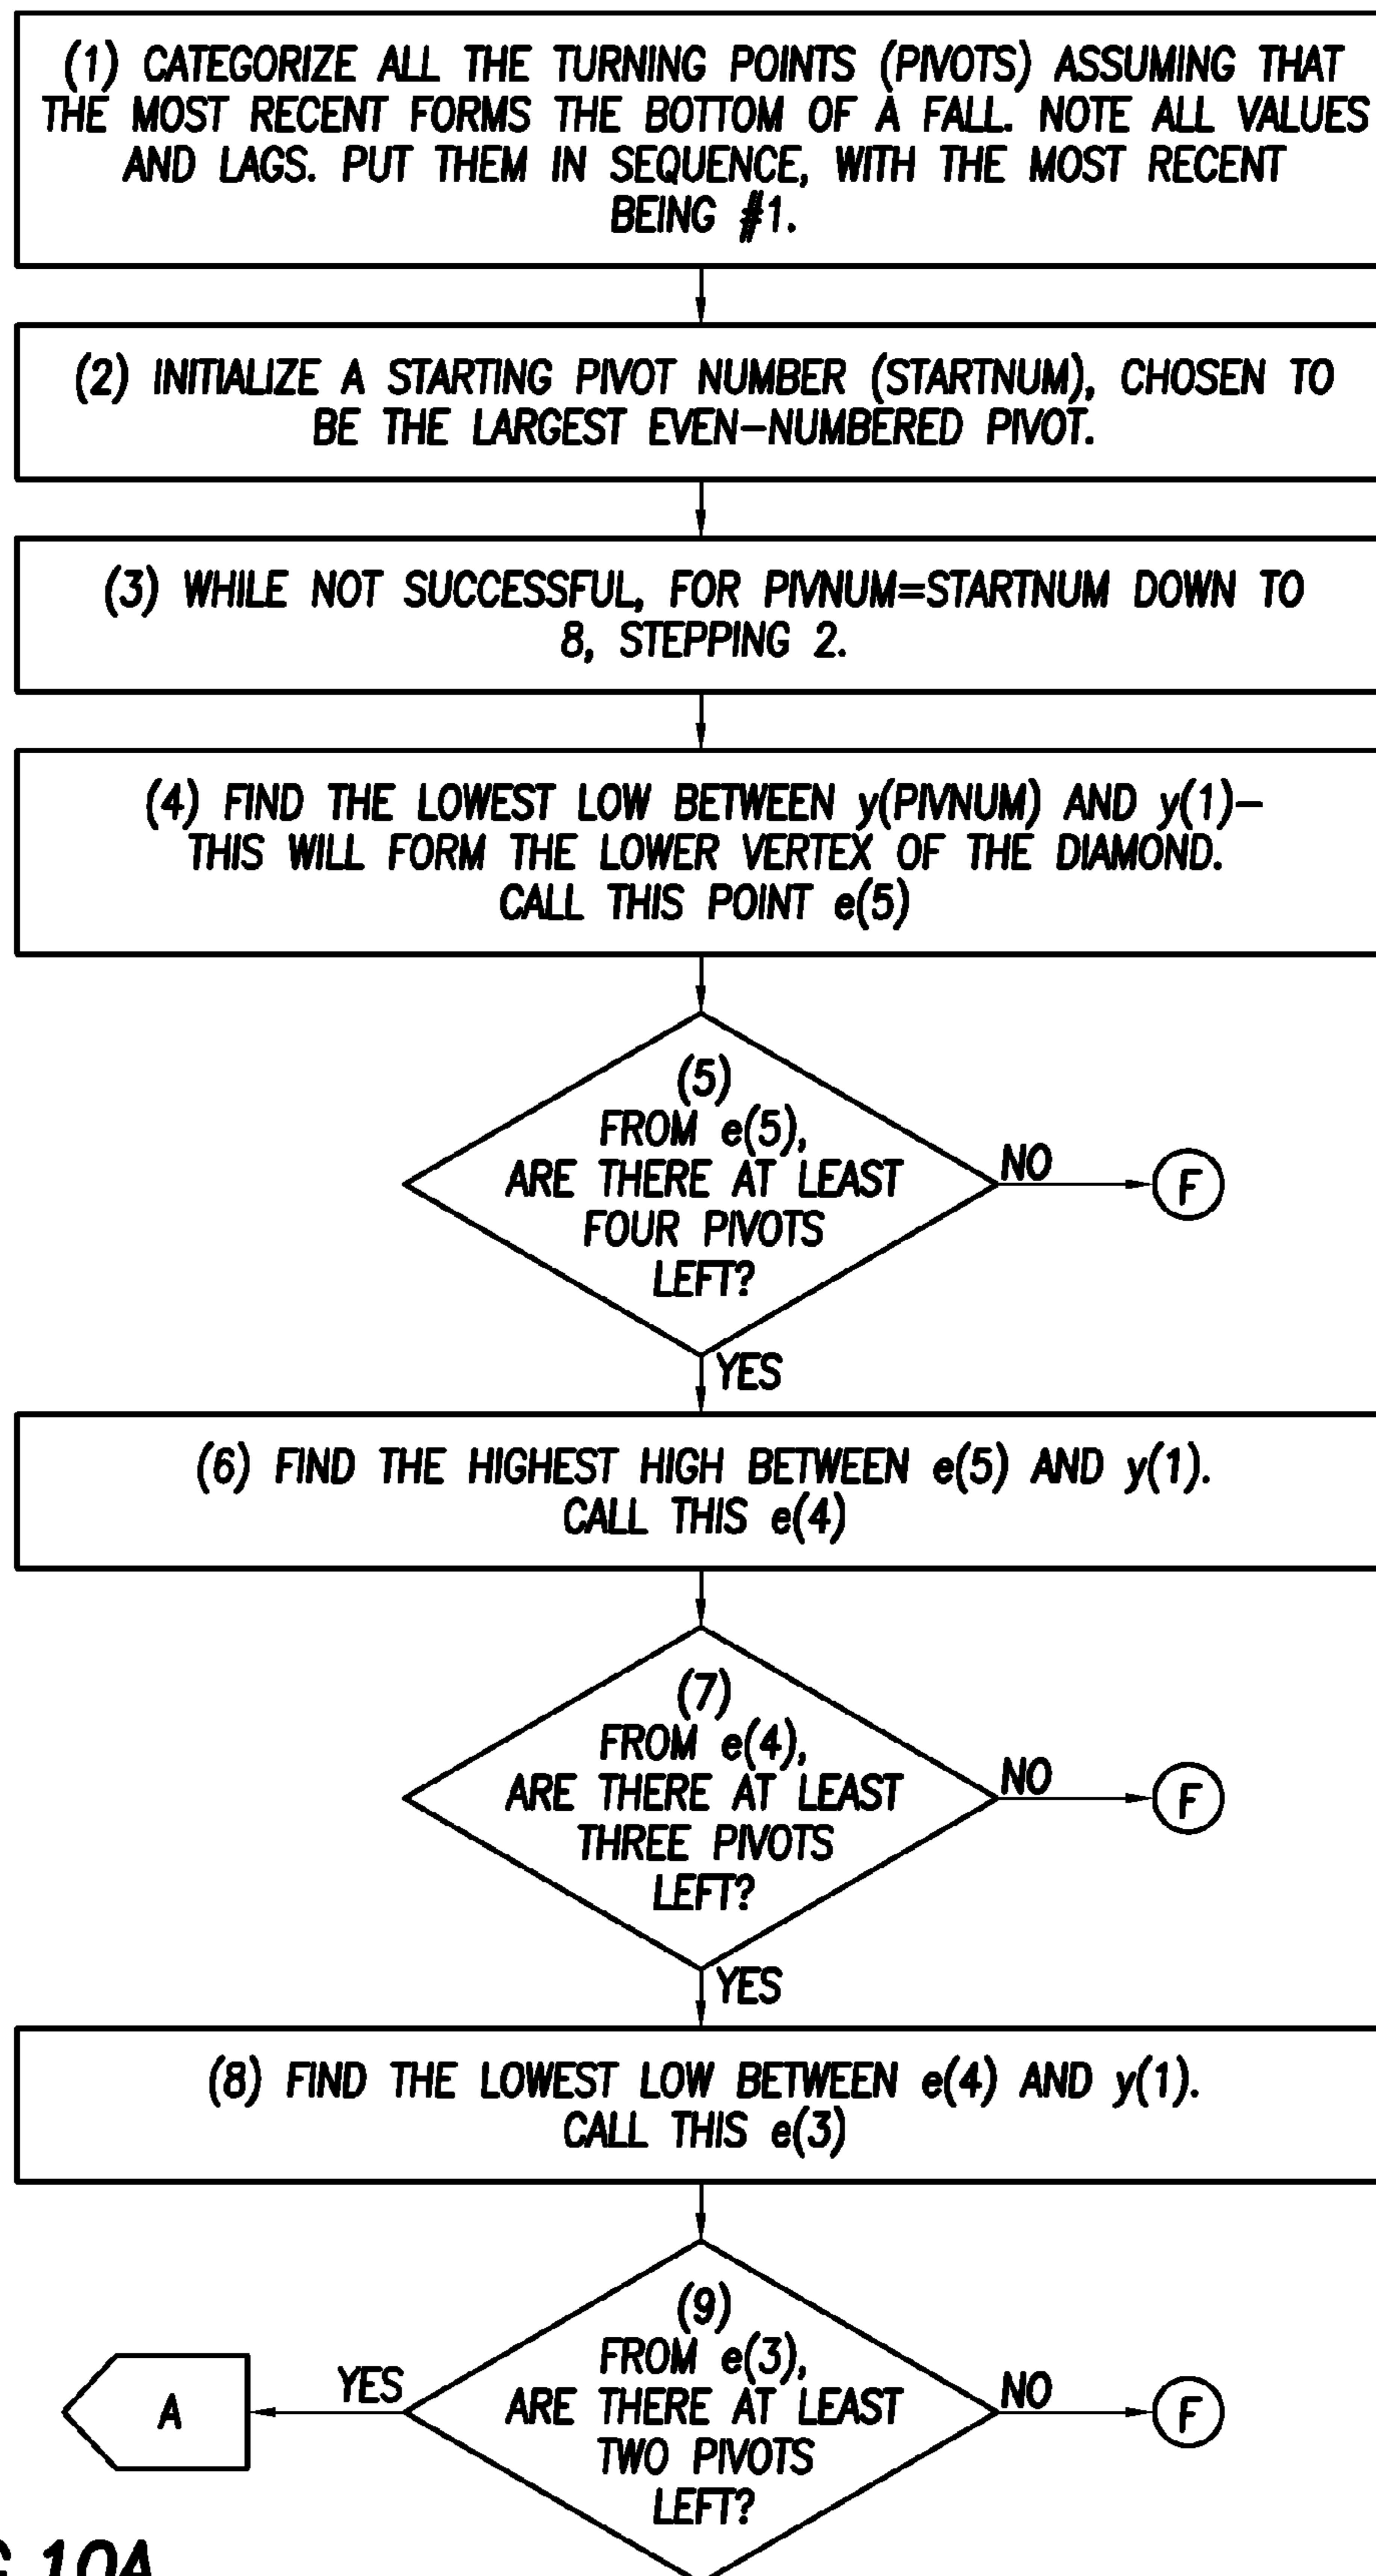 (1) CATEGORIZE ALL THE TURNING POINTS (PIVOTS) ASSUMING THAT
THE MOST RECENT FORMS THE BOTTOM OF A FALL. NOTE ALL VALUES
AND LAGS. PUT THEM IN SEQUENCE, WITH THE MOST RECENT
BEING #1.
(2) INITIALIZE A STARTING PIVOT NUMBER (STARTNUM), CHOSEN TO
BE THE LARGEST EVEN-NUMBERED PIVOT.
(3) WHILE NOT SUCCESSFUL, FOR PIVNUM=STARTNUM DOWN TO
8, STEPPING 2.
(4) FIND THE LOWEST LOW BETWEEN y(PIVNUM) AND y(1)-
THIS WILL FORM THE LOWER VERTEX OF THE DIAMOND.
CALL THIS POINT e(5)
(5)
FROM e(5),
ARE THERE AT LEAST
FOUR PIVOTS
LEFT?
NO
F
YES
(6) FIND THE HIGHEST HIGH BETWEEN e(5) AND y(1).
CALL THIS e(4)
(7)
FROM e(4),
ARE THERE AT LEAST
THREE PIVOTS
LEFT?
NO
F
YES
(8) FIND THE LOWEST LOW BETWEEN e(4) AND y(1).
CALL THIS e(3)
(9)
FROM e(3),
ARE THERE AT LEAST
TWO PIVOTS
LEFT?
YES
A
NO
F
10A